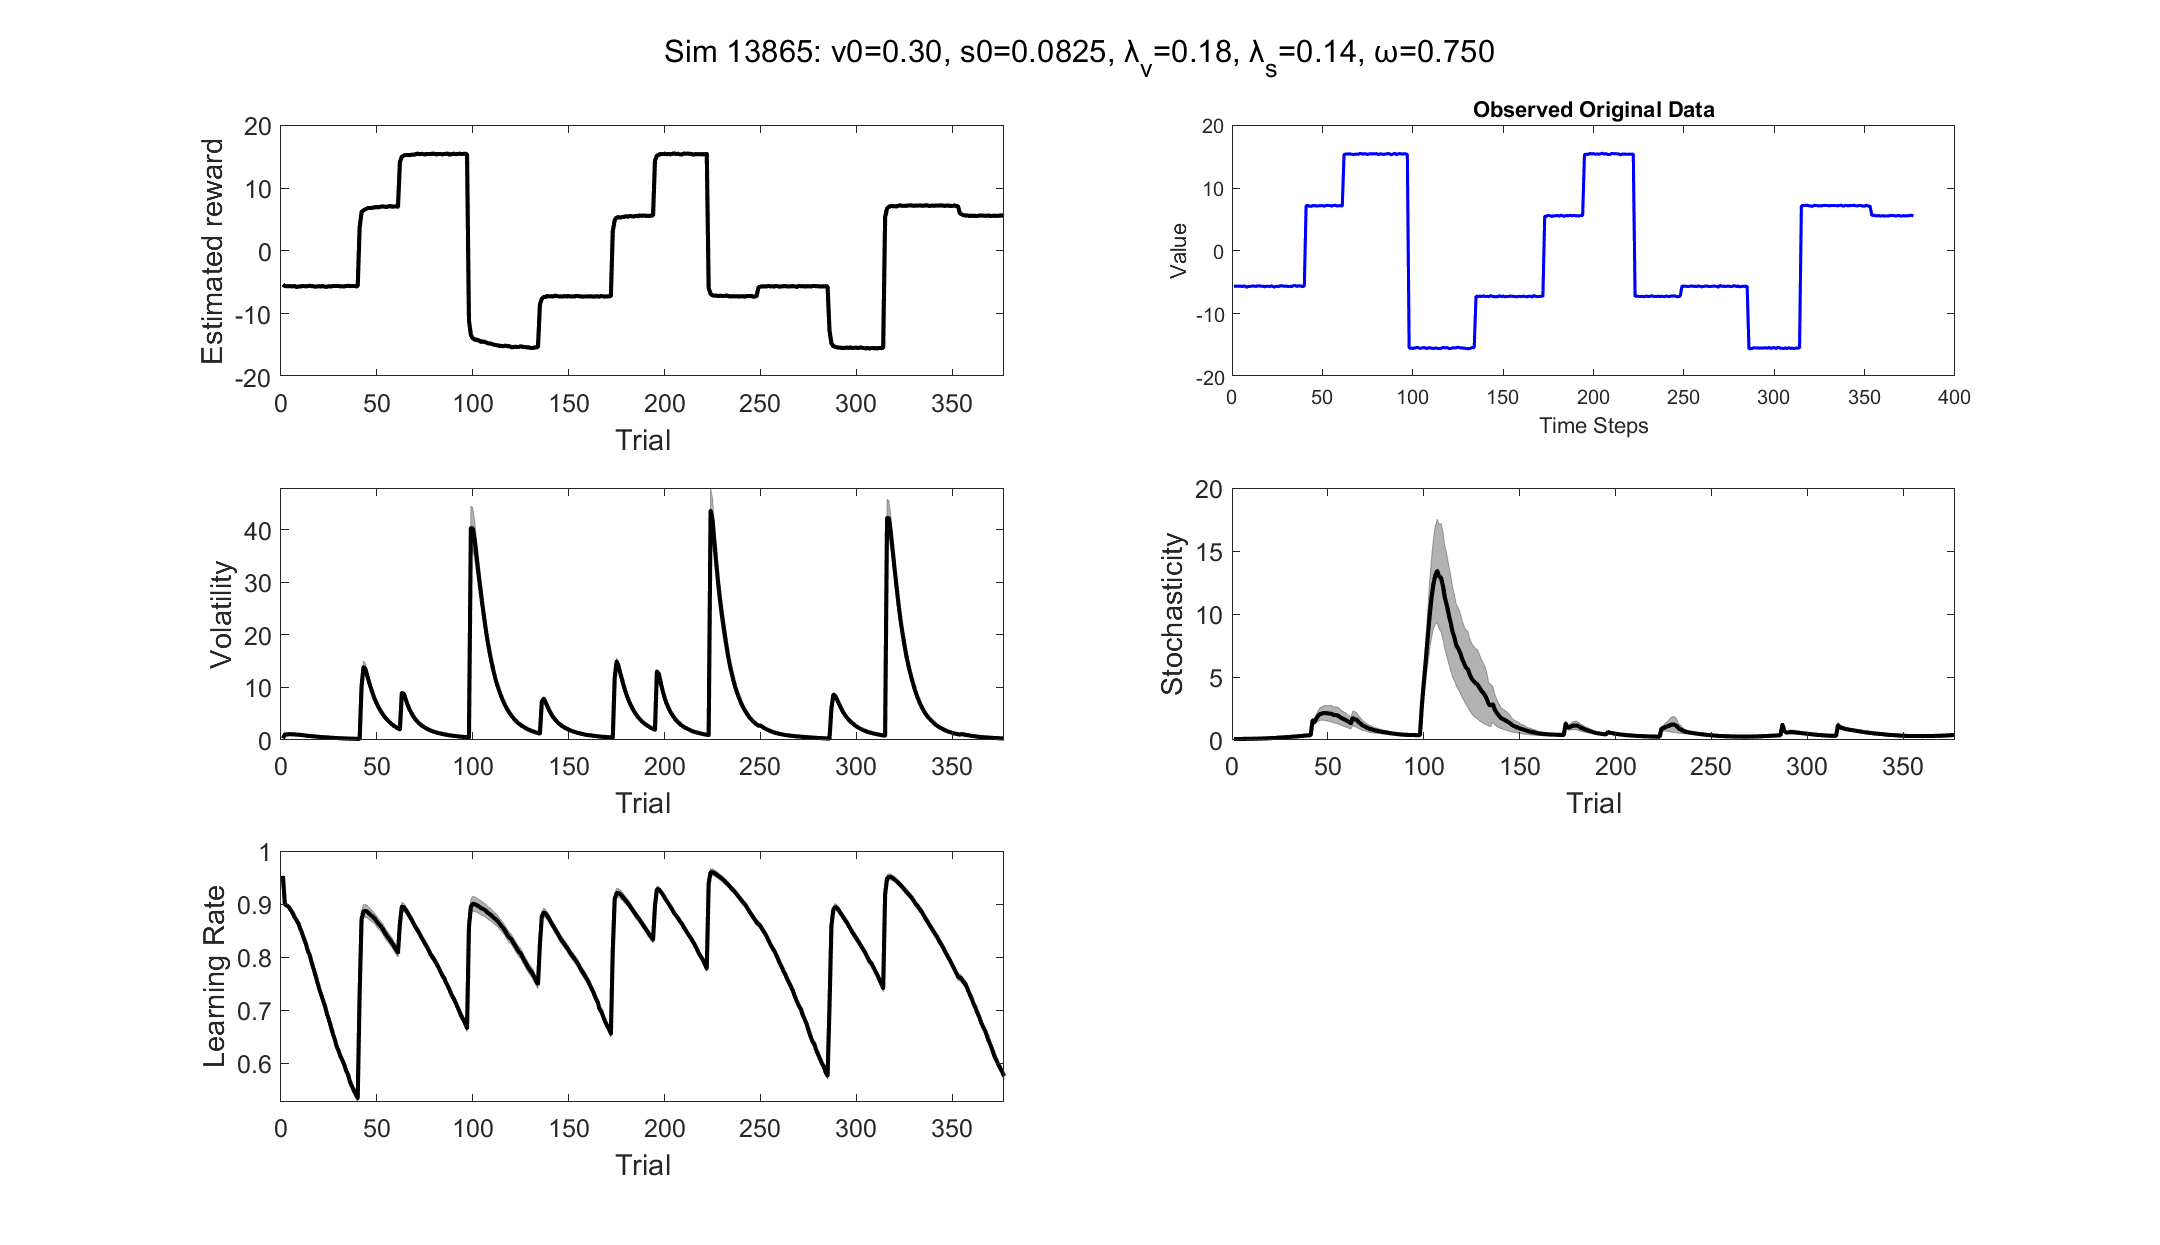 Sim 13865: v0=0.30, s0=0.0825, λ_v=0.18, λ_s=0.14, ω=0.750
Estimated reward
20
10
0
-10
-20
0 50 100 150 200 250 300 350
Trial
Observed Original Data
Value
20
10
0
-10
-20
0 50 100 150 200 250 300 350 400
Time Steps
Volatility
40
30
20
10
0
0 50 100 150 200 250 300 350
Trial
Stochasticity
20
15
10
5
0
0 50 100 150 200 250 300 350
Trial
Learning Rate
1
0.9
0.8
0.7
0.6
0 50 100 150 200 250 300 350
Trial